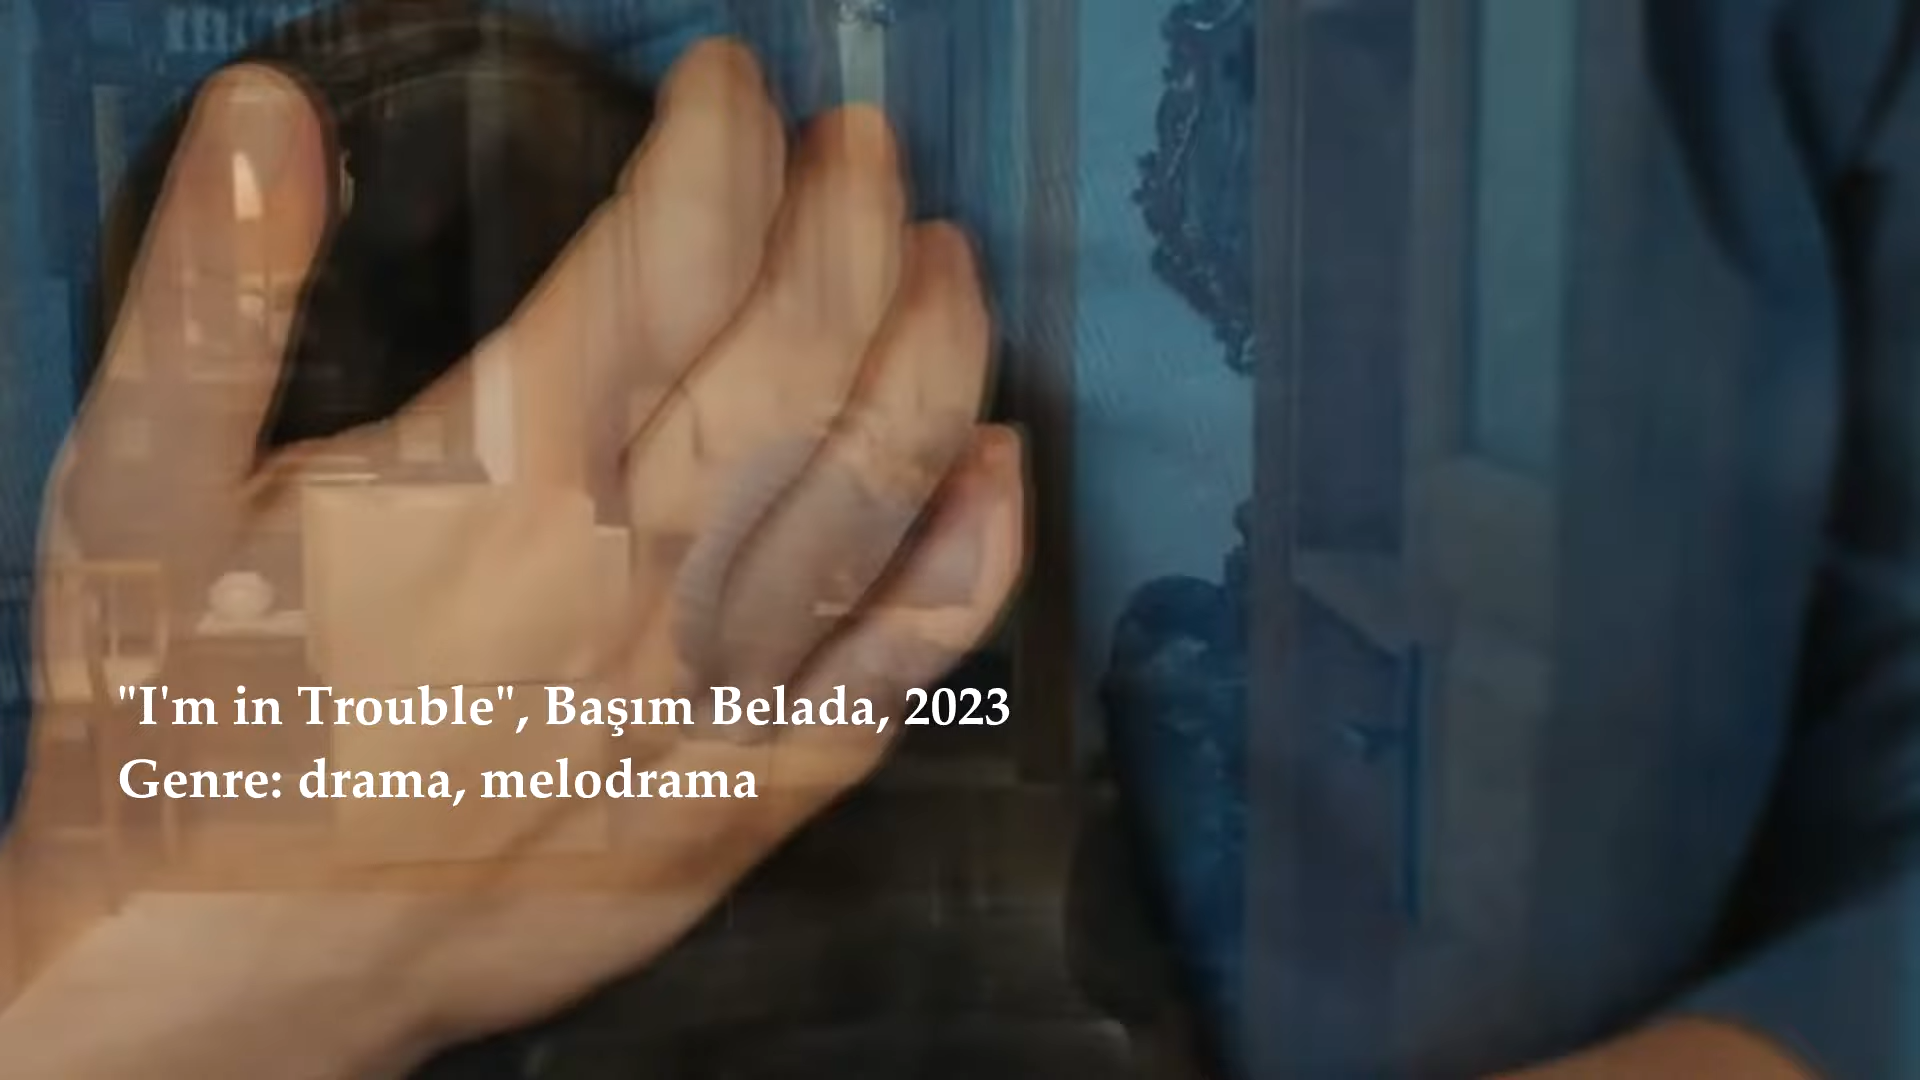 "I'm in Trouble", Başım Belada, 2023
Genre: drama, melodrama